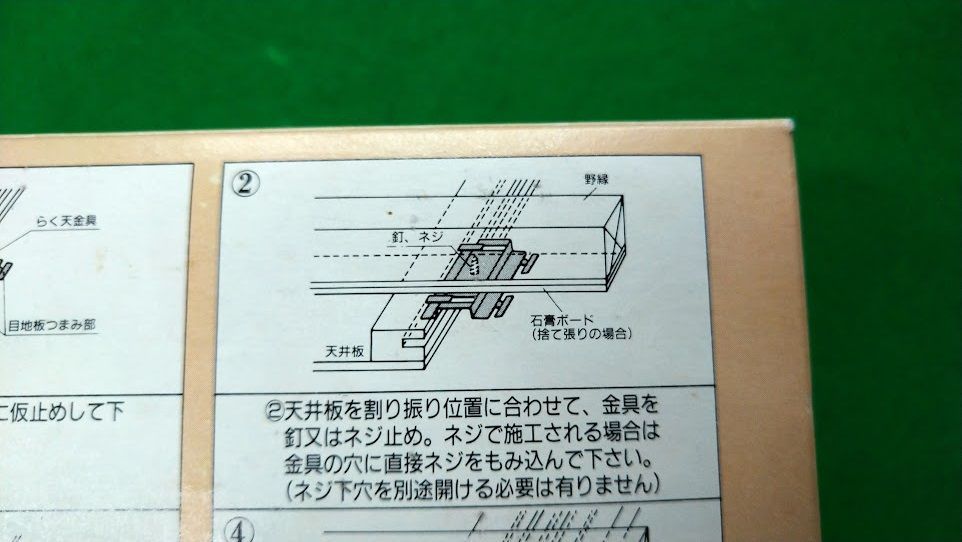 らく天金具
目地板つまみ部
に仮止めして下
②
野縁
釘、ネジ
石膏ボード
(捨て張りの場合)
天井板
②天井板を割り振り位置に合わせて、金具を
釘又はネジ止め。ネジで施工される場合は
金具の穴に直接ネジをもみ込んで下さい。
(ネジ下穴を別途開ける必要は有りません)
④